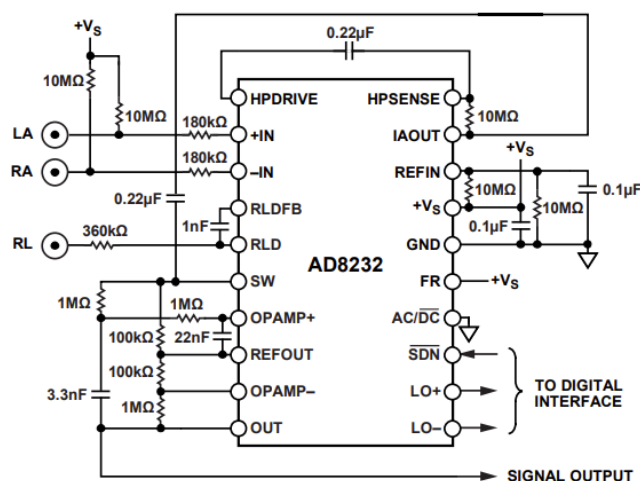 0.22µF
+VS
10MΩ
10MΩ
LA
180kΩ
RA
180kΩ
0.22µF
1nF
RL
360kΩ
1MΩ
1MΩ
100kΩ
22nF
100kΩ
3.3nF
1MΩ
HPDRIVE
+IN
–IN
RLDFB
RLD
SW
OPAMP+
REFOUT
OPAMP–
OUT
AD8232
HPSENSE
IAOUT
REFIN
+VS
GND
FR
AC/DC̅
S̅D̅N̅
LO+
LO–
10MΩ
+VS
10MΩ
0.1µF
10MΩ
0.1µF
+VS
TO DIGITAL
INTERFACE
SIGNAL OUTPUT